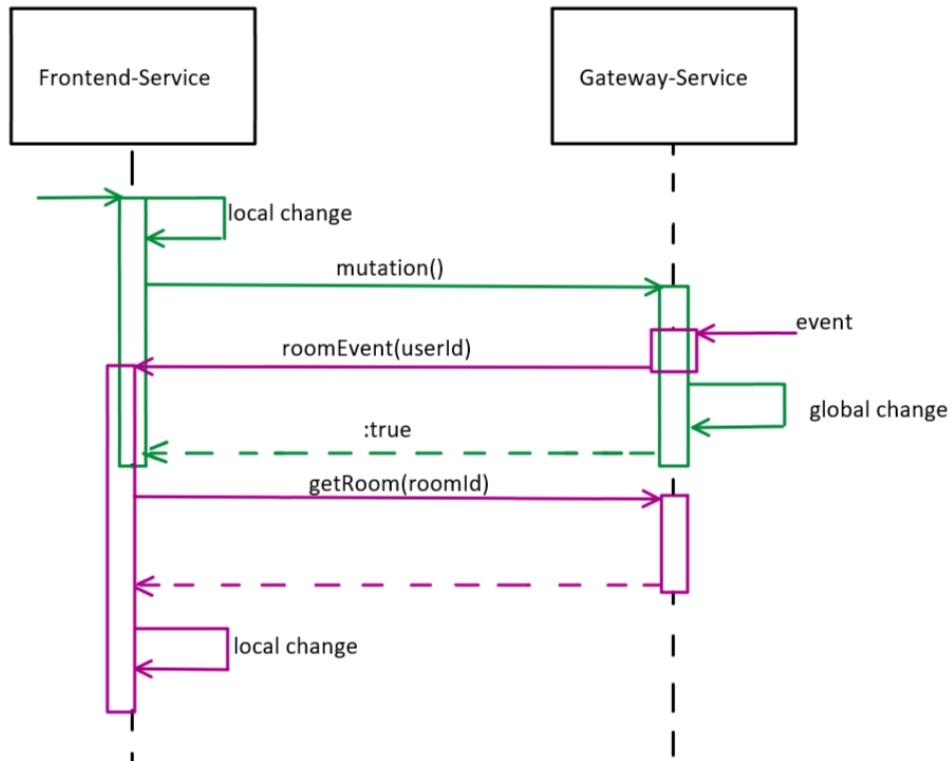 Frontend-Service
Gateway-Service
local change
mutation()
event
roomEvent(userId)
global change
:true
getRoom(roomId)
local change